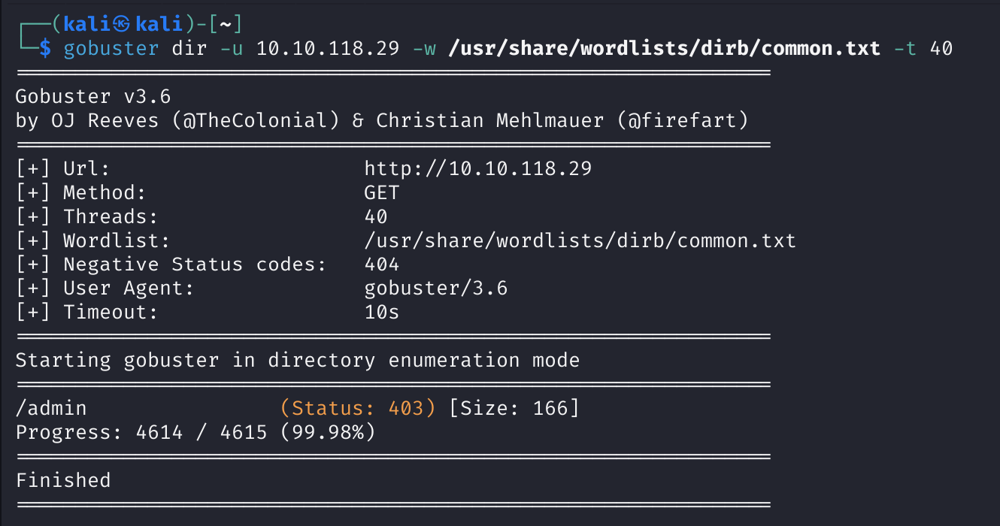 ┌──(kali㉿kali)-[~]
└─$ gobuster dir -u 10.10.118.29 -w /usr/share/wordlists/dirb/common.txt -t 40
===============================================================
Gobuster v3.6
by OJ Reeves (@TheColonial) & Christian Mehlmauer (@firefart)
===============================================================
[+] Url:                     http://10.10.118.29
[+] Method:                  GET
[+] Threads:                 40
[+] Wordlist:                /usr/share/wordlists/dirb/common.txt
[+] Negative Status codes:   404
[+] User Agent:              gobuster/3.6
[+] Timeout:                 10s
===============================================================
Starting gobuster in directory enumeration mode
===============================================================
/admin                (Status: 403) [Size: 166]
Progress: 4614 / 4615 (99.98%)
===============================================================
Finished
===============================================================